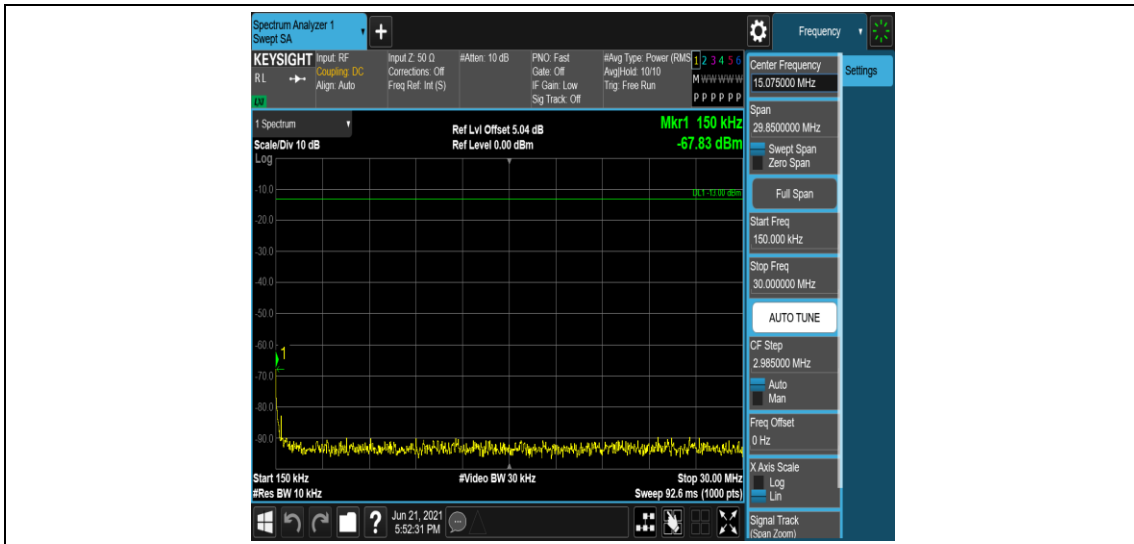 Spectrum Analyzer 1
Swept SA
+
Frequency
KEYSIGHT
RL
Input: RF
Coupling: DC
Align: Auto
Input Z: 50 Ω
Corrections: Off
Freq Ref: Int (S)
#Atten: 10 dB
PNO: Fast
Gate: Off
IF Gain: Low
Sig Track: Off
#Avg Type: Power (RMS
Avg|Hold: 10/10
Trig: Free Run
1 2 3 4 5 6
M W W W W W
P P P P P P
Center Frequency
15.075000 MHz
Settings
1 Spectrum
Scale/Div 10 dB
Ref Lvl Offset 5.04 dB
Ref Level 0.00 dBm
Mkr1 150 kHz
-67.83 dBm
Log
DL1 -13.00 dBm
-10.0
-20.0
-30.0
-40.0
-50.0
-60.0
-70.0
-80.0
-90.0
1
Start 150 kHz
#Res BW 10 kHz
#Video BW 30 kHz
Stop 30.00 MHz
Sweep 92.6 ms (1000 pts)
Span
29.8500000 MHz
Swept Span
Zero Span
Full Span
Start Freq
150.000 kHz
Stop Freq
30.000000 MHz
AUTO TUNE
CF Step
2.985000 MHz
Auto
Man
Freq Offset
0 Hz
X Axis Scale
Log
Lin
Signal Track
(Span Zoom)
?
Jun 21, 2021
5:52:31 PM